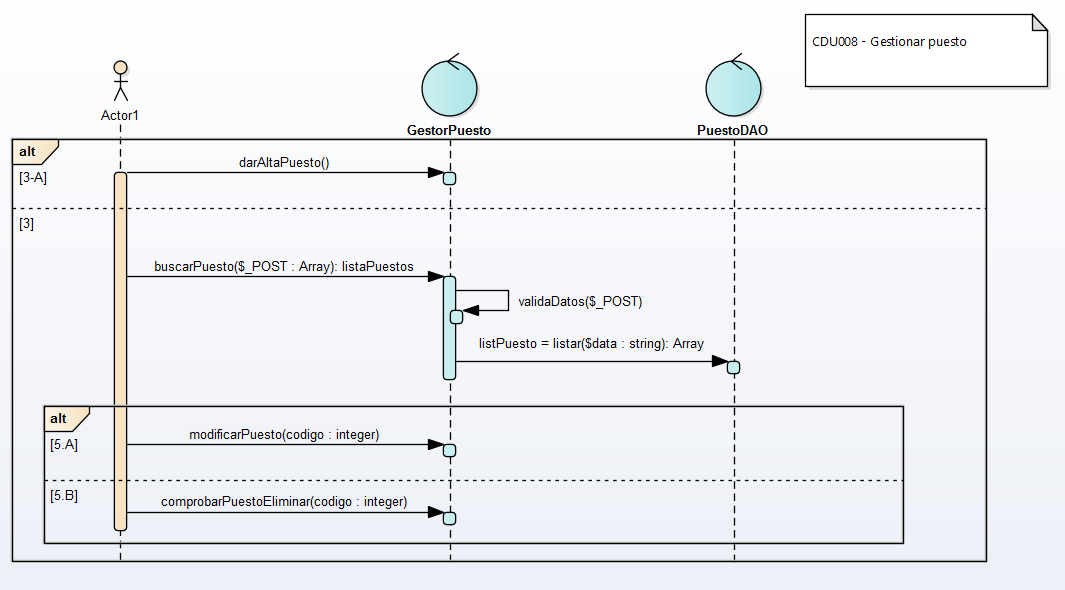 CDU008 - Gestionar puesto
Actor1
GestorPuesto
PuestoDAO
alt
darAltaPuesto()
[3-A]
[3]
buscarPuesto($_POST : Array): listaPuestos
validaDatos($_POST)
listPuesto = listar($data : string): Array
alt
modificarPuesto(codigo : integer)
[5.A]
[5.B]
comprobarPuestoEliminar(codigo : integer)